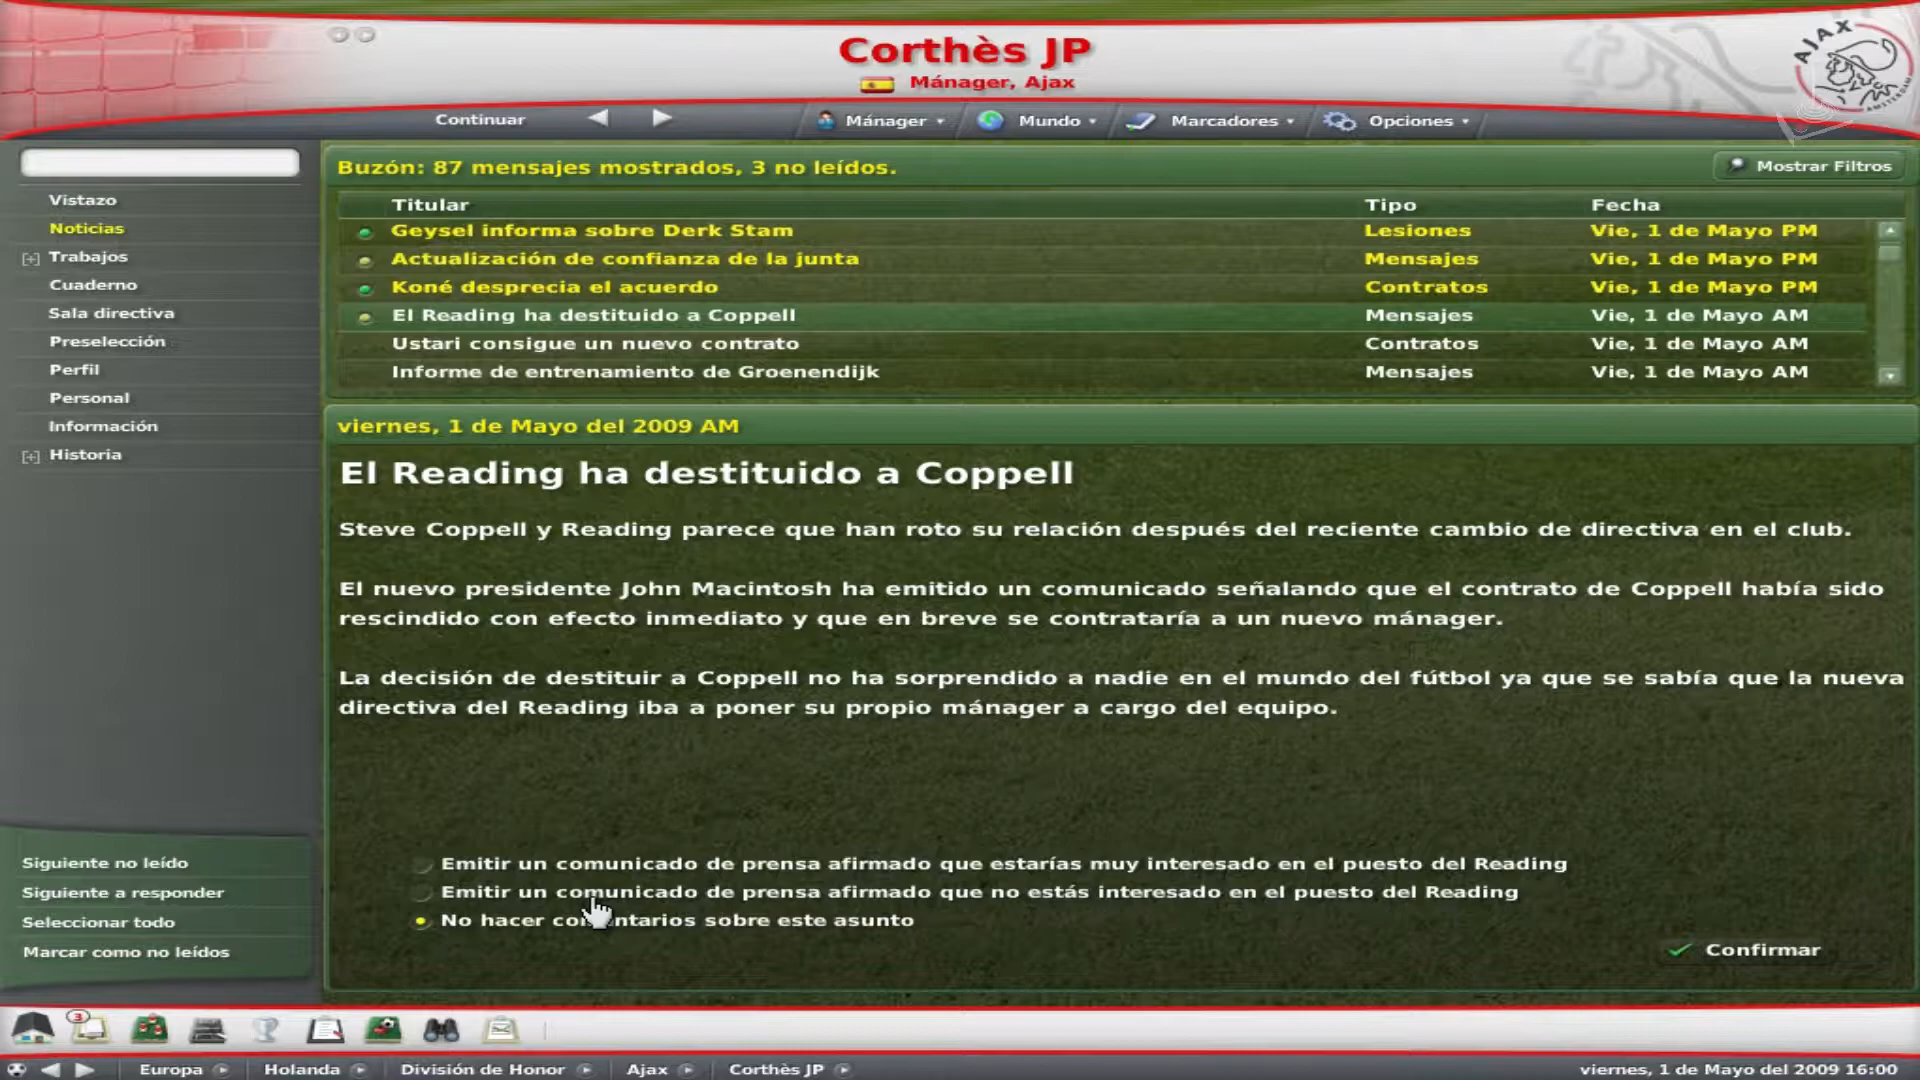 Corthès JP
Mánager, Ajax
AJAX
AMSTERDAM
Continuar
Mánager
Mundo
Marcadores
Opciones
Vistazo
Noticias
[+] Trabajos
Cuaderno
Sala directiva
Preselección
Perfil
Personal
Información
[+] Historia
Buzón: 87 mensajes mostrados, 3 no leídos.
Mostrar Filtros
Titular Tipo Fecha
Geysel informa sobre Derk Stam Lesiones Vie, 1 de Mayo PM
Actualización de confianza de la junta Mensajes Vie, 1 de Mayo PM
Koné desprecia el acuerdo Contratos Vie, 1 de Mayo PM
El Reading ha destituido a Coppell Mensajes Vie, 1 de Mayo AM
Ustari consigue un nuevo contrato Contratos Vie, 1 de Mayo AM
Informe de entrenamiento de Groenendijk Mensajes Vie, 1 de Mayo AM
viernes, 1 de Mayo del 2009 AM
El Reading ha destituido a Coppell
Steve Coppell y Reading parece que han roto su relación después del reciente cambio de directiva en el club.
El nuevo presidente John Macintosh ha emitido un comunicado señalando que el contrato de Coppell había sido
rescindido con efecto inmediato y que en breve se contrataría a un nuevo mánager.
La decisión de destituir a Coppell no ha sorprendido a nadie en el mundo del fútbol ya que se sabía que la nueva
directiva del Reading iba a poner su propio mánager a cargo del equipo.
Emitir un comunicado de prensa afirmado que estarías muy interesado en el puesto del Reading
Emitir un comunicado de prensa afirmado que no estás interesado en el puesto del Reading
No hacer comentarios sobre este asunto
Confirmar
Siguiente no leído
Siguiente a responder
Seleccionar todo
Marcar como no leídos
3
Europa
Holanda
División de Honor
Ajax
Corthès JP
viernes, 1 de Mayo del 2009 16:00